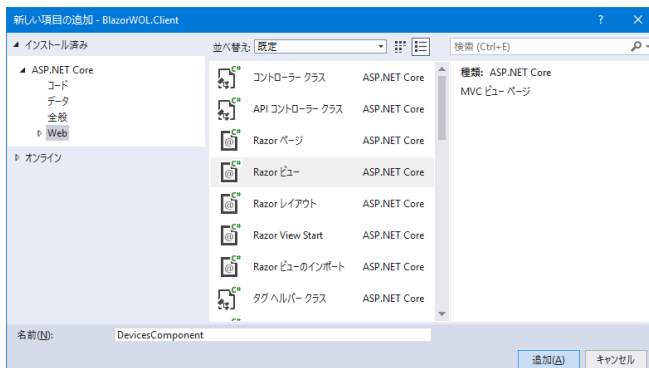 新しい項目の追加 - BlazorWOL.Client
インストール済み
並べ替え: 既定
検索 (Ctrl+E)
ASP.NET Core
コード
データ
全般
Web
オンライン
コントローラー クラス ASP.NET Core
API コントローラー クラス ASP.NET Core
Razor ページ ASP.NET Core
Razor ビュー ASP.NET Core
Razor レイアウト ASP.NET Core
Razor View Start ASP.NET Core
Razor ビューのインポート ASP.NET Core
タグ ヘルパー クラス ASP.NET Core
種類: ASP.NET Core
MVC ビュー ページ
名前(N): DevicesComponent
追加(A) キャンセル